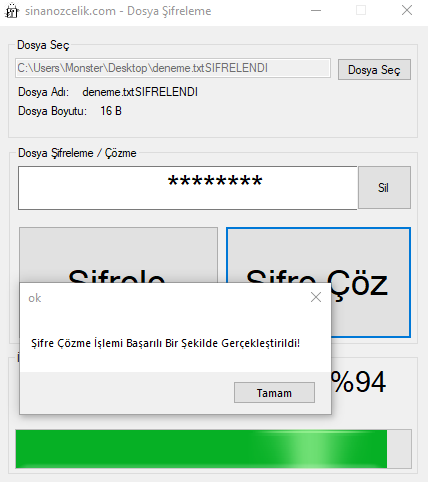 sinanozcelik.com - Dosya Şifreleme
Dosya Seç
C:\Users\Monster\Desktop\deneme.txtSIFRELENDI
Dosya Seç
Dosya Adı: deneme.txtSIFRELENDI
Dosya Boyutu: 16 B
Dosya Şifreleme / Çözme
********
Sil
Şifrele
Şifre Çöz
ok
Şifre Çözme İşlemi Başarılı Bir Şekilde Gerçekleştirildi!
Tamam
%94